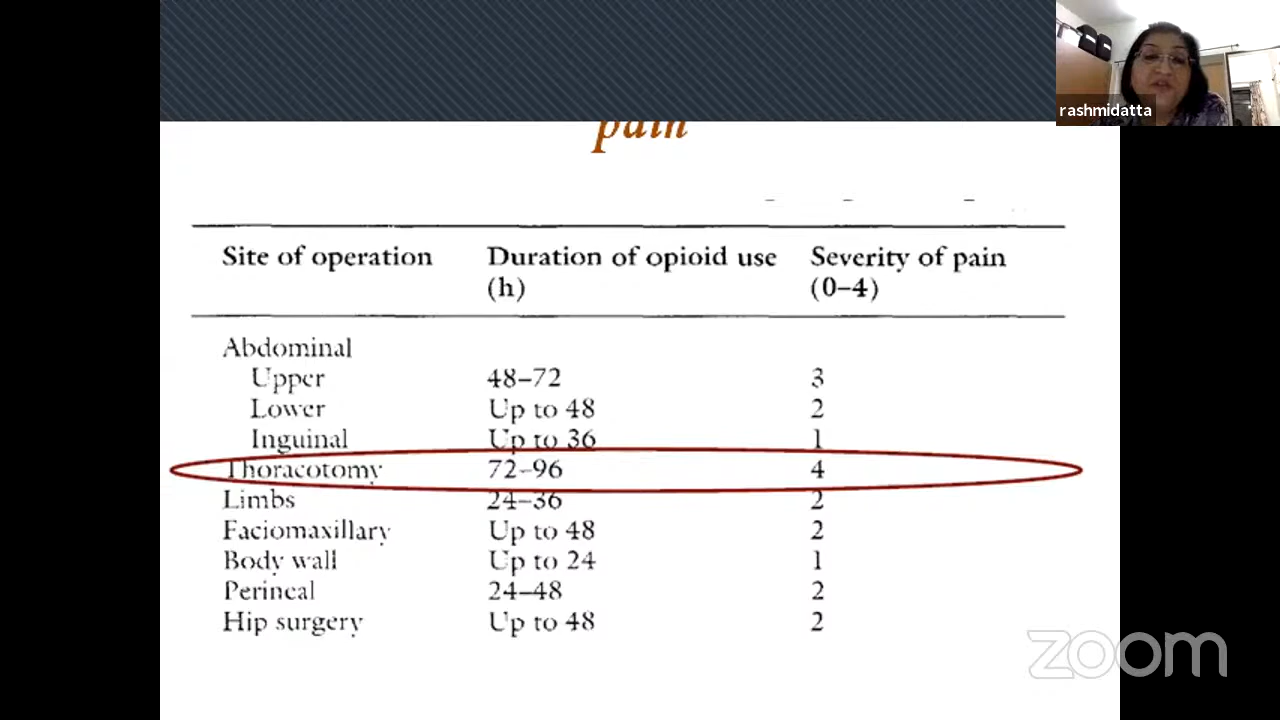 rashmidatta
pain
Site of operation Duration of opioid use Severity of pain
(h) (0–4)
Abdominal
Upper 48–72 3
Lower Up to 48 2
Inguinal Up to 36 1
Thoracotomy 72–96 4
Limbs 24–36 2
Faciomaxillary Up to 48 2
Body wall Up to 24 1
Perineal 24–48 2
Hip surgery Up to 48 2
zoom